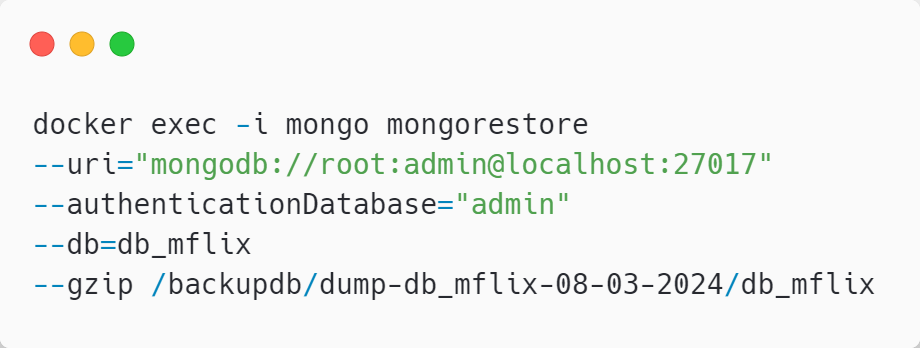 docker exec -i mongo mongorestore
--uri="mongodb://root:admin@localhost:27017"
--authenticationDatabase="admin"
--db=db_mflix
--gzip /backupdb/dump-db_mflix-08-03-2024/db_mflix